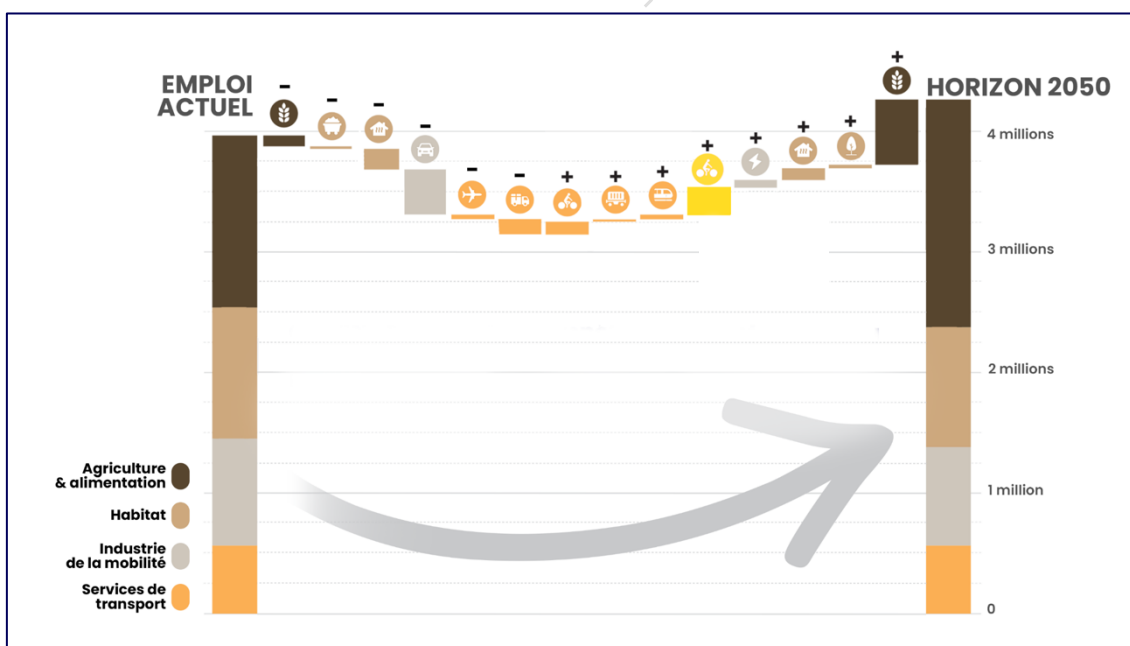 EMPLOI
ACTUEL
HORIZON 2050
- - - - - - + + + + + + + +
4 millions
3 millions
2 millions
1 million
0
Agriculture
& alimentation
Habitat
Industrie
de la mobilité
Services de
transport